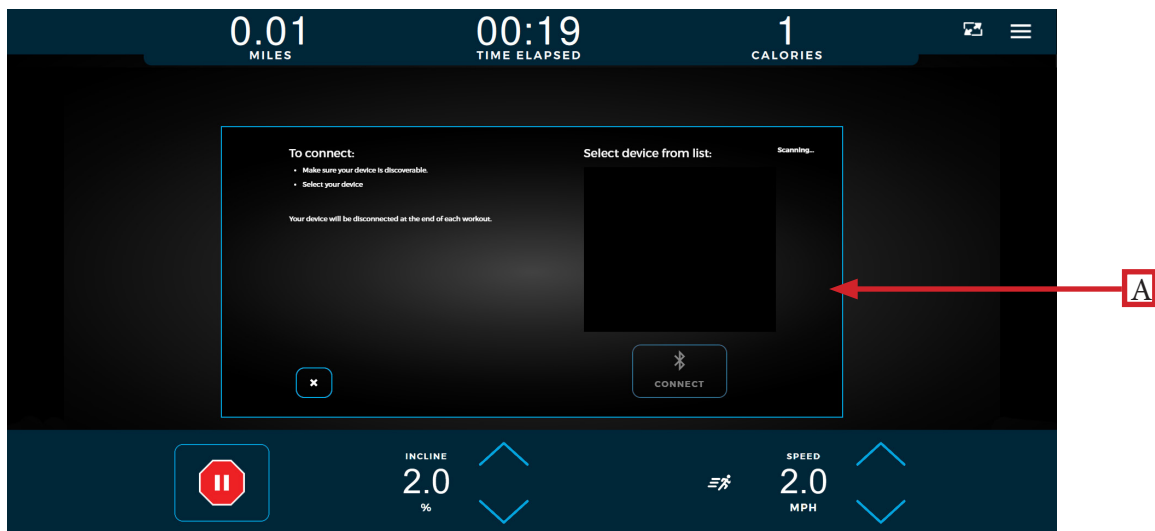 0.01
MILES
00:19
TIME ELAPSED
1
CALORIES
To connect:
• Make sure your device is discoverable.
• Select your device
Your device will be disconnected at the end of each workout.
Select device from list:
Scanning...
CONNECT
A
INCLINE
2.0
%
SPEED
2.0
MPH